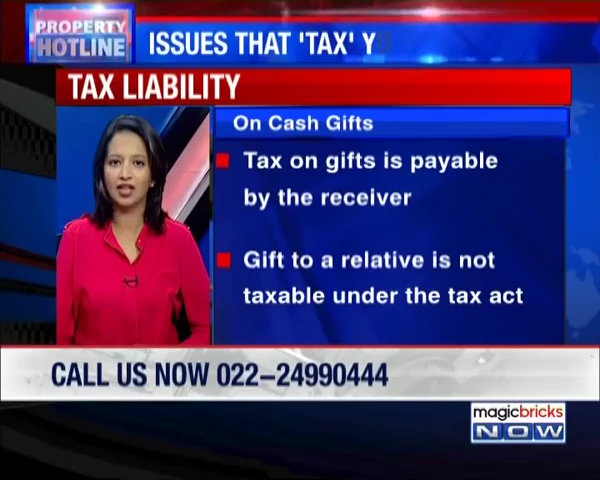 PROPERTY
HOTLINE
ISSUES THAT 'TAX' Y
TAX LIABILITY
On Cash Gifts
Tax on gifts is payable
by the receiver
Gift to a relative is not
taxable under the tax act
CALL US NOW 022–24990444
magicbricks
NOW